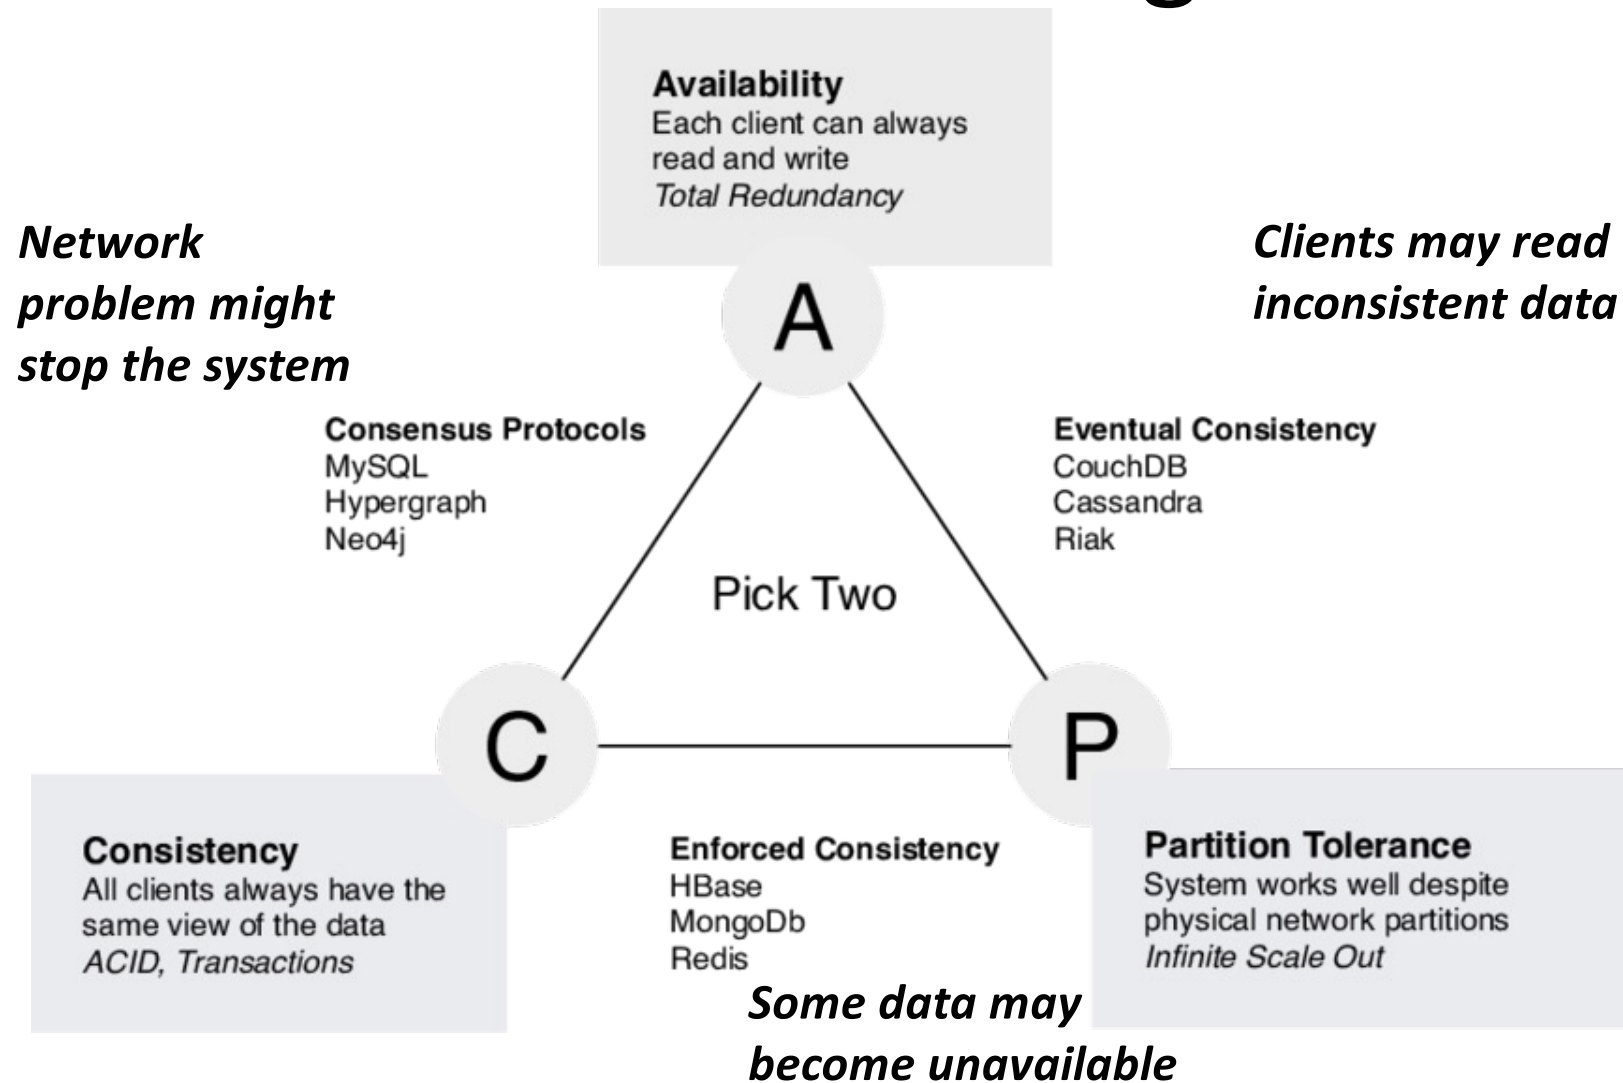 Availability
Each client can always
read and write
Total Redundancy
Network
problem might
stop the system
Clients may read
inconsistent data
A
Consensus Protocols
MySQL
Hypergraph
Neo4j
Eventual Consistency
CouchDB
Cassandra
Riak
Pick Two
C
P
Consistency
All clients always have the
same view of the data
ACID, Transactions
Enforced Consistency
HBase
MongoDb
Redis
Some data may
become unavailable
Partition Tolerance
System works well despite
physical network partitions
Infinite Scale Out